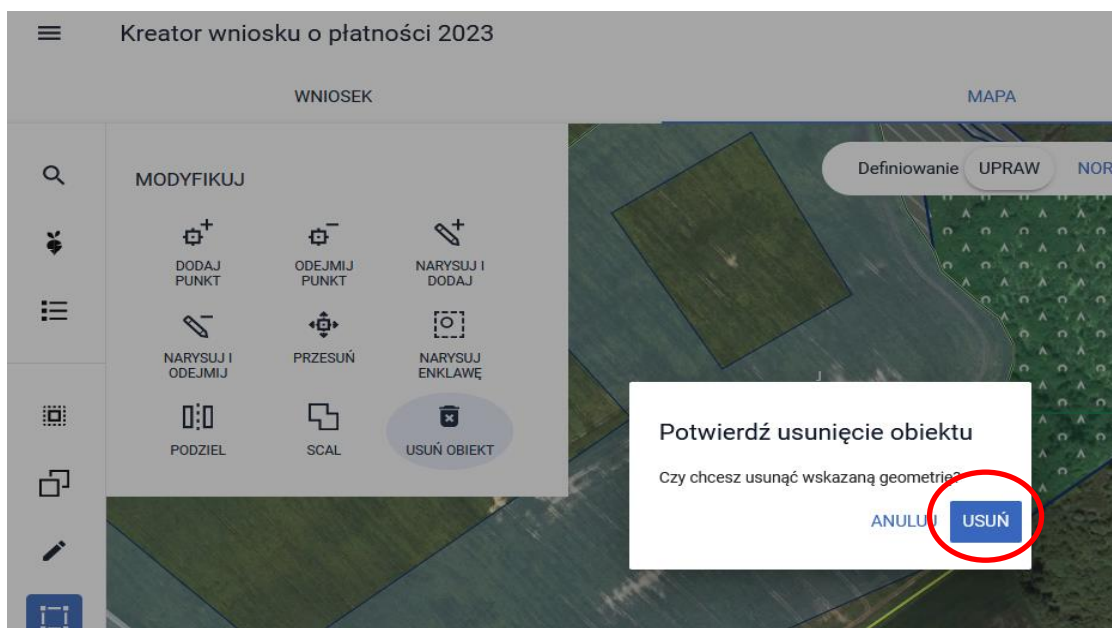 Kreator wniosku o płatności 2023
WNIOSEK
MAPA
MODYFIKUJ
Definiowanie UPRAW NOR
DODAJ
PUNKT
ODEJMIJ
PUNKT
NARYSUJ I
DODAJ
NARYSUJ I
ODEJMIJ
PRZESUŃ
NARYSUJ
ENKLAWĘ
PODZIEL
SCAL
USUŃ OBIEKT
Potwierdź usunięcie obiektu
Czy chcesz usunąć wskazaną geometrię?
ANULUJ USUŃ